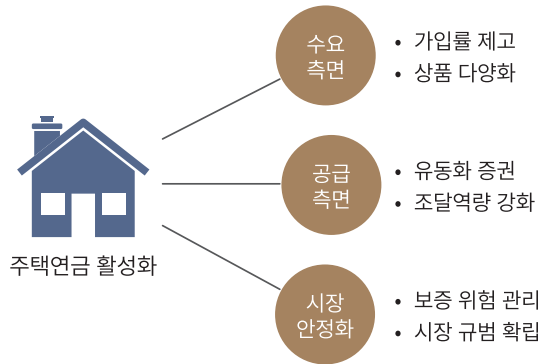 수요
측면
• 가입률 제고
• 상품 다양화
공급
측면
• 유동화 증권
• 조달역량 강화
주택연금 활성화
시장
안정화
• 보증 위험 관리
• 시장 규범 확립